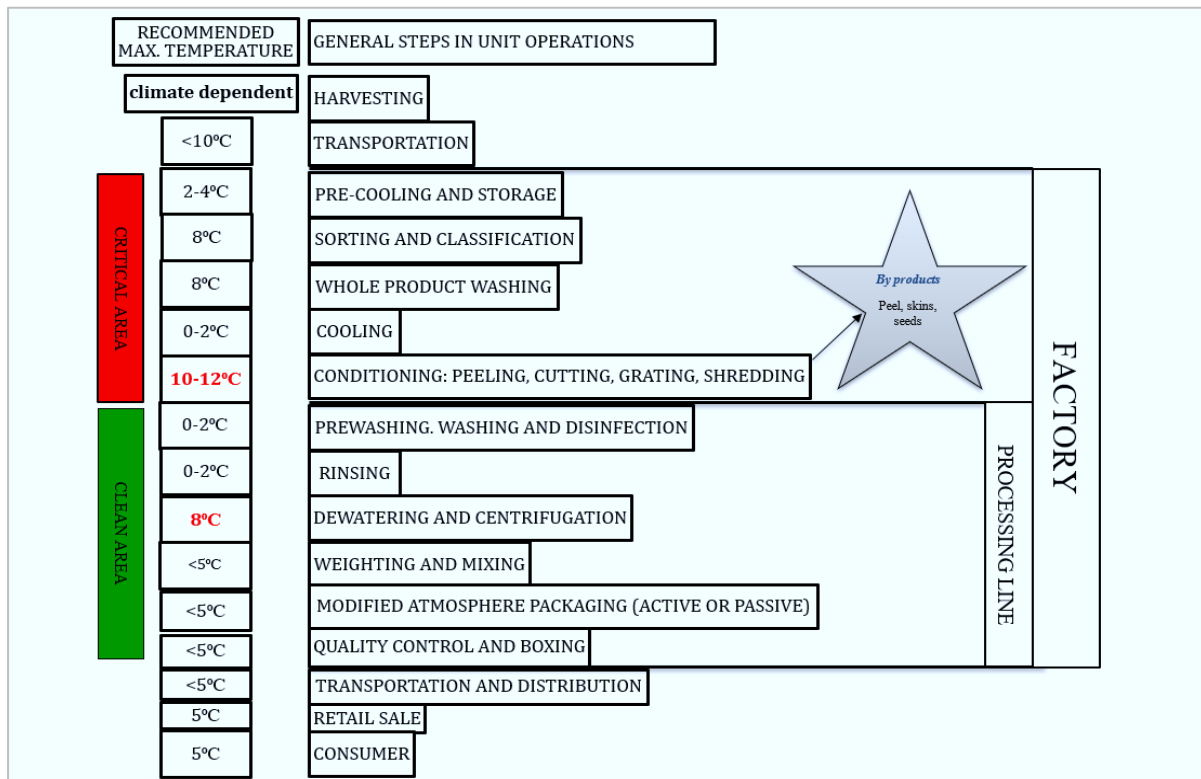 RECOMMENDED
MAX. TEMPERATURE
GENERAL STEPS IN UNIT OPERATIONS
climate dependent
HARVESTING
<10ºC
TRANSPORTATION
2-4ºC
PRE-COOLING AND STORAGE
8ºC
SORTING AND CLASSIFICATION
8ºC
WHOLE PRODUCT WASHING
0-2ºC
COOLING
10-12ºC
CONDITIONING: PEELING, CUTTING, GRATING, SHREDDING
CRITICAL AREA
By products
Peel, skins,
seeds
FACTORY
0-2ºC
PREWASHING. WASHING AND DISINFECTION
0-2ºC
RINSING
8ºC
DEWATERING AND CENTRIFUGATION
<5ºC
WEIGHTING AND MIXING
<5ºC
MODIFIED ATMOSPHERE PACKAGING (ACTIVE OR PASSIVE)
<5ºC
QUALITY CONTROL AND BOXING
CLEAN AREA
PROCESSING LINE
<5ºC
TRANSPORTATION AND DISTRIBUTION
5ºC
RETAIL SALE
5ºC
CONSUMER